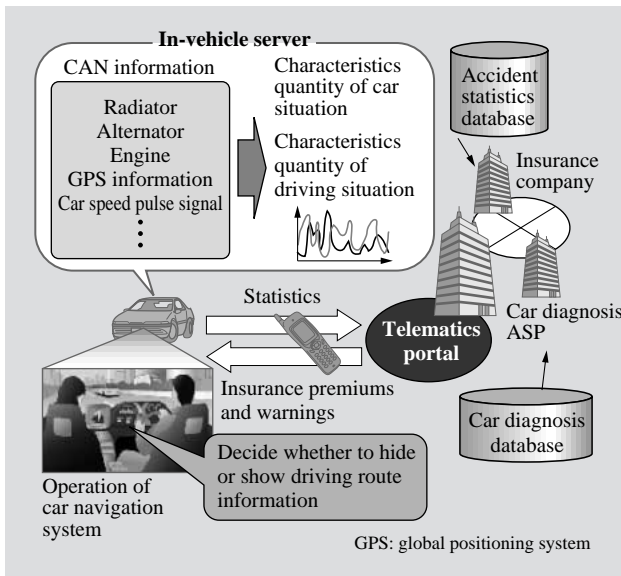 In-vehicle server
CAN information
Radiator
Alternator
Engine
GPS information
Car speed pulse signal
Characteristics
quantity of car
situation
Characteristics
quantity of
driving situation
Accident
statistics
database
Insurance
company
Statistics
Telematics
portal
Car diagnosis
ASP
Insurance premiums
and warnings
Car diagnosis
database
Decide whether to hide
or show driving route
information
Operation of
car navigation
system
GPS: global positioning system